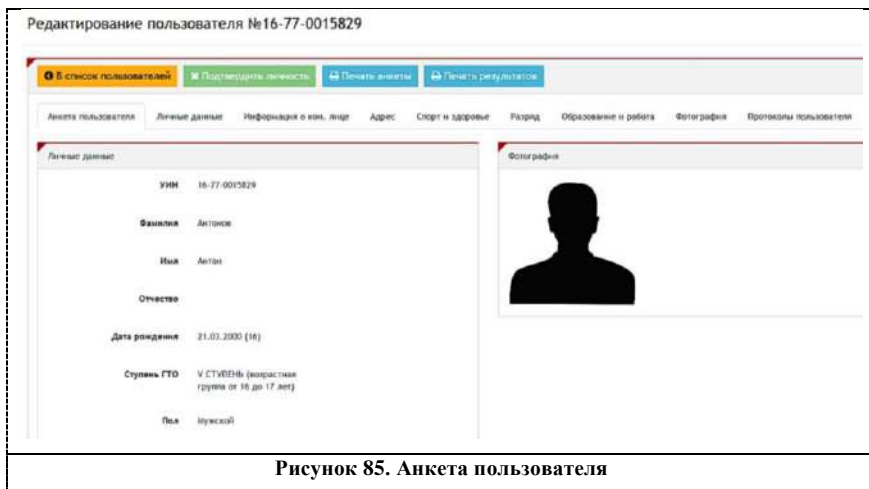 Редактирование пользователя №16-77-0015829
В список пользователей Подтвердить личность Печать анкеты Печать результатов
Анкета пользователя Личные данные Информация о кон. лице Адрес Спорт и здоровье Разряд Образование и работа Фотография Протоколы пользователя
Личные данные Фотография
УИН 16-77-0015829
Фамилия Антонов
Имя Антон
Отчество
Дата рождения 21.03.2000 (16)
Ступень ГТО V СТУПЕНЬ (возрастная
группа от 16 до 17 лет)
Пол Мужской
Рисунок 85. Анкета пользователя